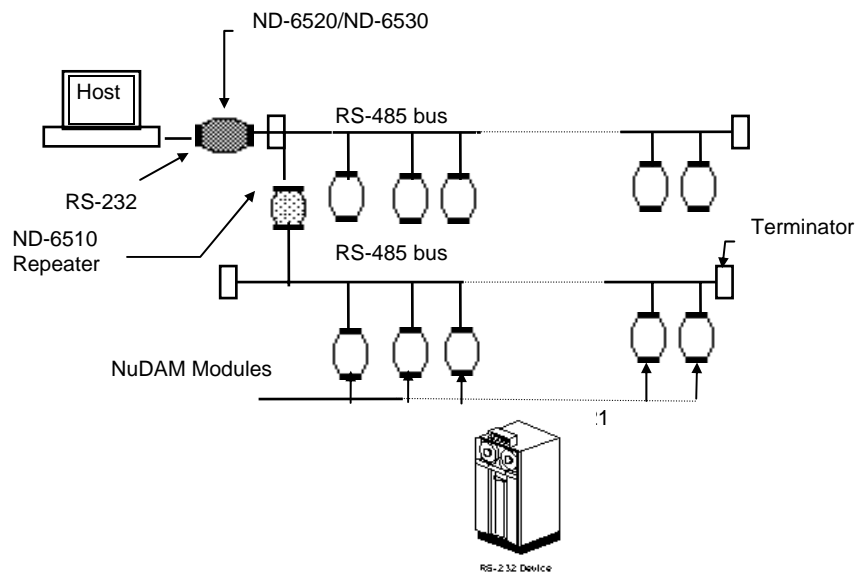 ND-6520/ND-6530
Host
RS-485 bus
RS-232
ND-6510
Repeater
Terminator
RS-485 bus
NuDAM Modules
21
RS-232 Device